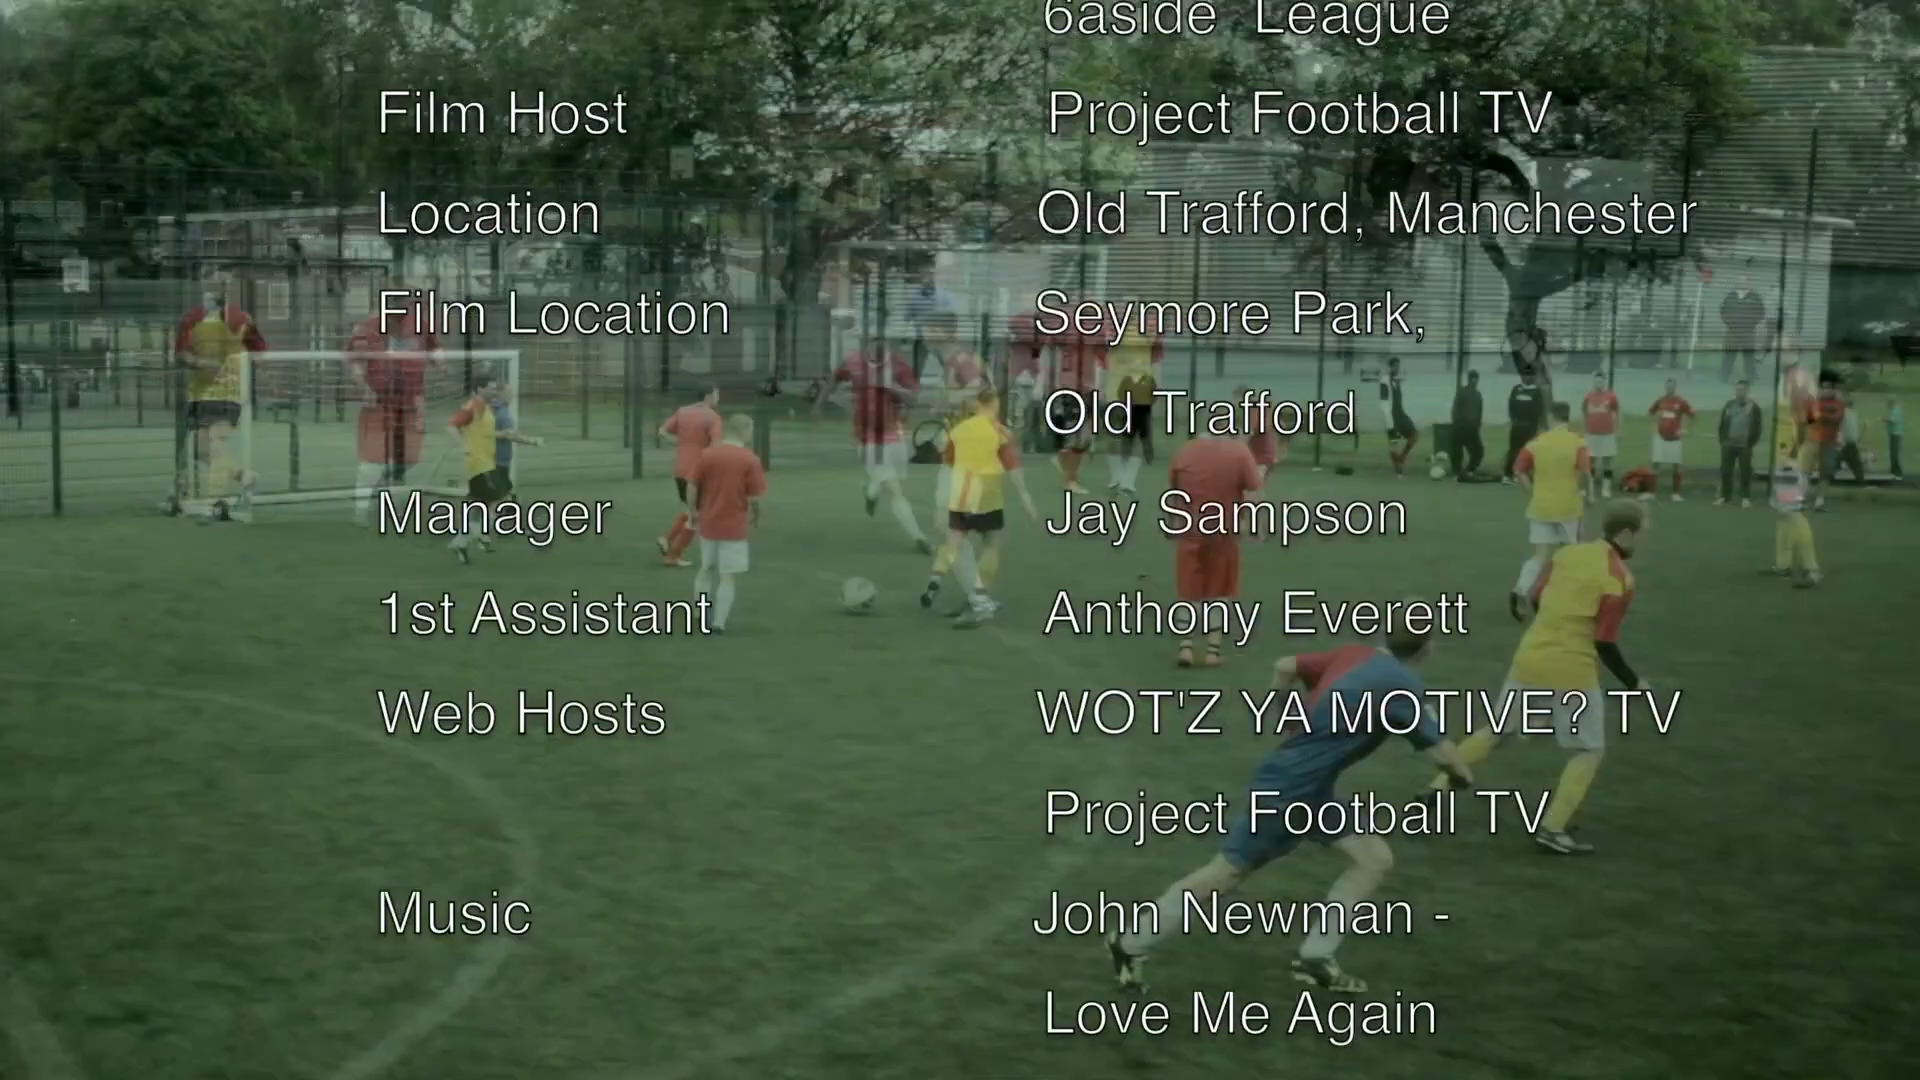 6aside League
Film Host Project Football TV
Location Old Trafford, Manchester
Film Location Seymore Park,
Old Trafford
Manager Jay Sampson
1st Assistant Anthony Everett
Web Hosts WOT'Z YA MOTIVE? TV
Project Football TV
Music John Newman -
Love Me Again